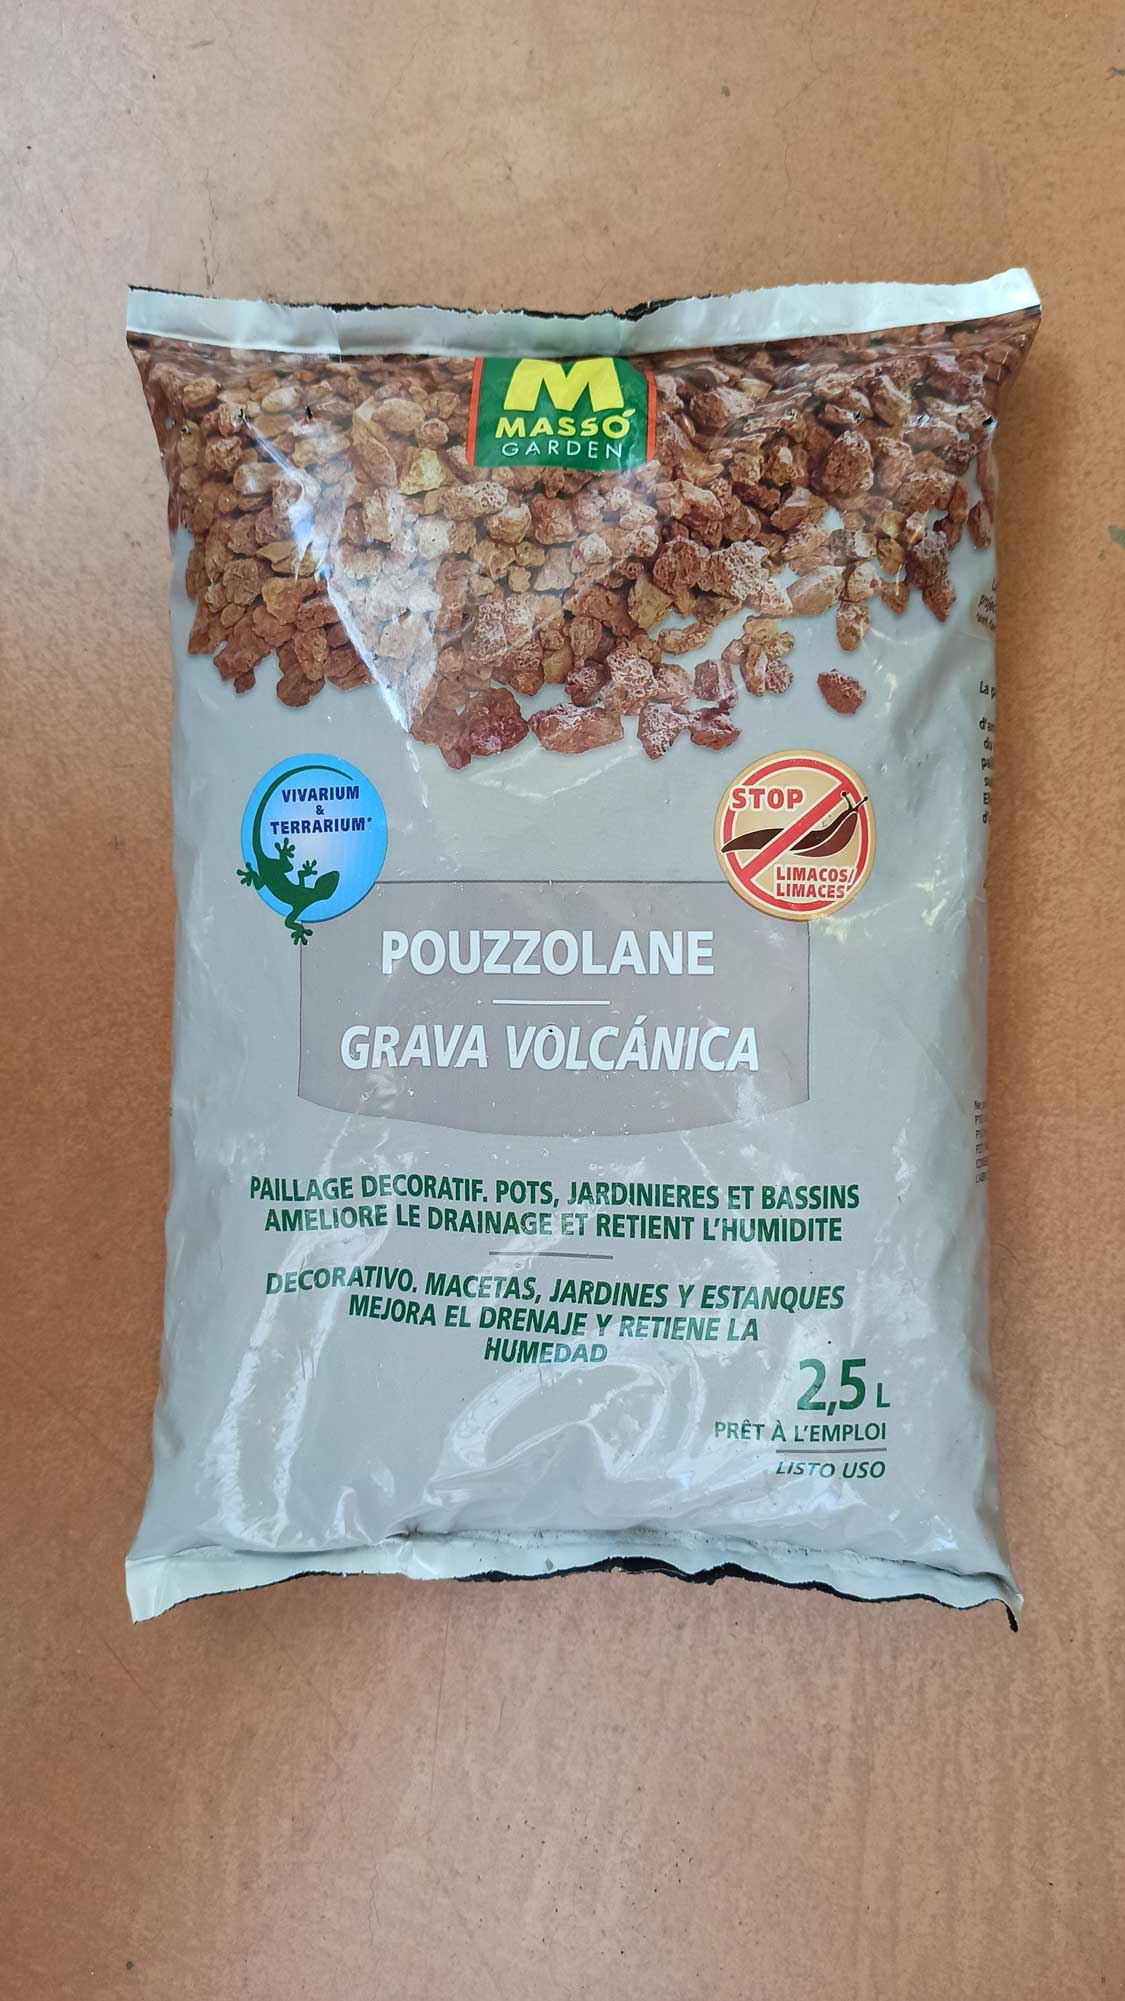 M
MASSÓ
GARDEN
VIVARIUM
&
TERRARIUM*
STOP
LIMACOS/
LIMACES*
POUZZOLANE
GRAVA VOLCÁNICA
PAILLAGE DECORATIF. POTS, JARDINIERES ET BASSINS
AMELIORE LE DRAINAGE ET RETIENT L'HUMIDITE
DECORATIVO. MACETAS, JARDINES Y ESTANQUES
MEJORA EL DRENAJE Y RETIENE LA
HUMEDAD
2,5 L
PRÊT À L'EMPLOI
LISTO USO
La